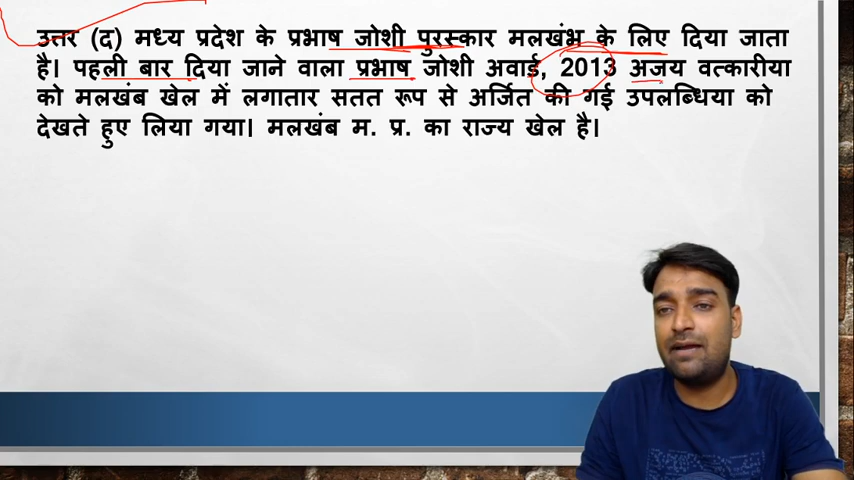 उत्तर (द) मध्य प्रदेश के प्रभाष जोशी पुरस्कार मलखंभ के लिए दिया जाता
है। पहली बार दिया जाने वाला प्रभाष जोशी अवाई, 2013 अजय वत्कारीया
को मलखंब खेल में लगातार सतत रूप से अर्जित की गई उपलब्धिया को
देखते हुए लिया गया। मलखंब म. प्र. का राज्य खेल है।